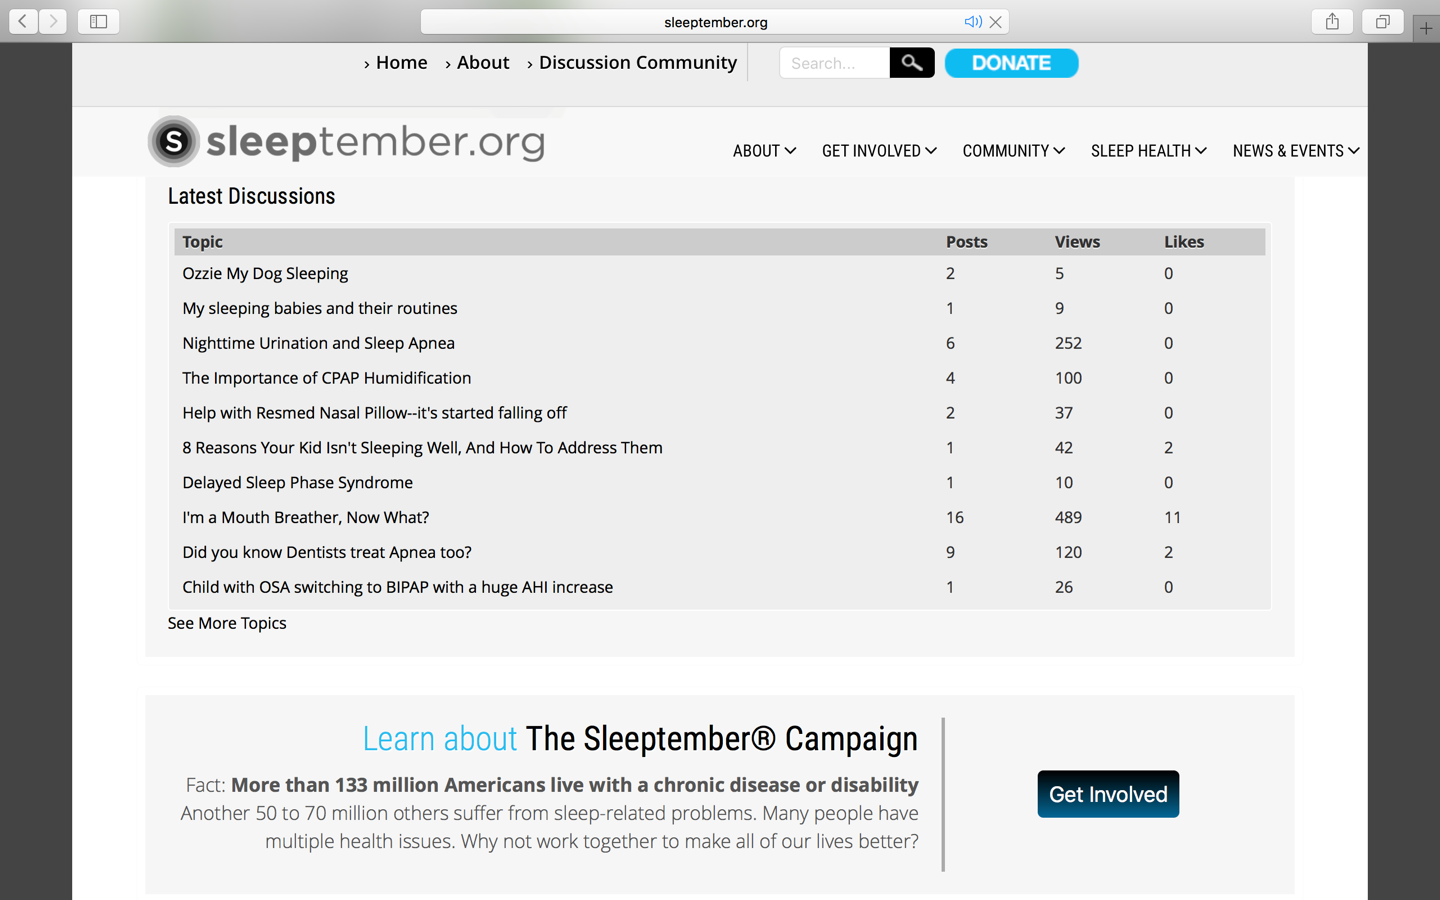 sleeptember.org
› Home › About › Discussion Community Search... DONATE
S sleeptember.org
ABOUT GET INVOLVED COMMUNITY SLEEP HEALTH NEWS & EVENTS
Latest Discussions
Topic Posts Views Likes
Ozzie My Dog Sleeping 2 5 0
My sleeping babies and their routines 1 9 0
Nighttime Urination and Sleep Apnea 6 252 0
The Importance of CPAP Humidification 4 100 0
Help with Resmed Nasal Pillow--it's started falling off 2 37 0
8 Reasons Your Kid Isn't Sleeping Well, And How To Address Them 1 42 2
Delayed Sleep Phase Syndrome 1 10 0
I'm a Mouth Breather, Now What? 16 489 11
Did you know Dentists treat Apnea too? 9 120 2
Child with OSA switching to BIPAP with a huge AHI increase 1 26 0
See More Topics
Learn about The Sleeptember® Campaign
Fact: More than 133 million Americans live with a chronic disease or disability
Another 50 to 70 million others suffer from sleep-related problems. Many people have
multiple health issues. Why not work together to make all of our lives better?
Get Involved